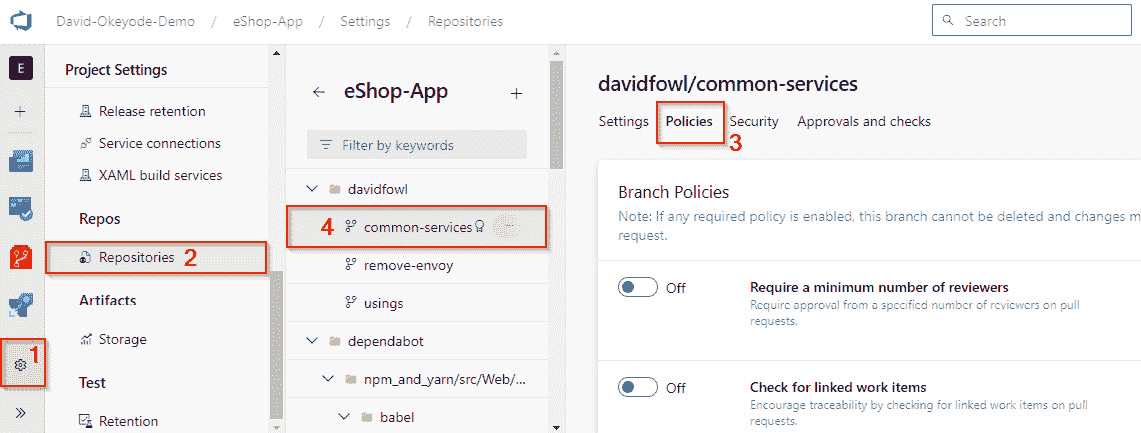 David-Okeyode-Demo / eShop-App / Settings / Repositories
Search
E
1
Project Settings
Release retention
Service connections
XAML build services
Repos
Repositories 2
Artifacts
Storage
Test
Retention
eShop-App
Filter by keywords
davidfowl
4 common-services
remove-envoy
usings
dependabot
npm_and_yarn/src/Web/...
babel
davidfowl/common-services
Settings Policies Security Approvals and checks
3
Branch Policies
Note: If any required policy is enabled, this branch cannot be deleted and changes m
request.
Off
Require a minimum number of reviewers
Require approval from a specified number of reviewers on pull
requests.
Off
Check for linked work items
Encourage traceability by checking for linked work items on pull
requests.